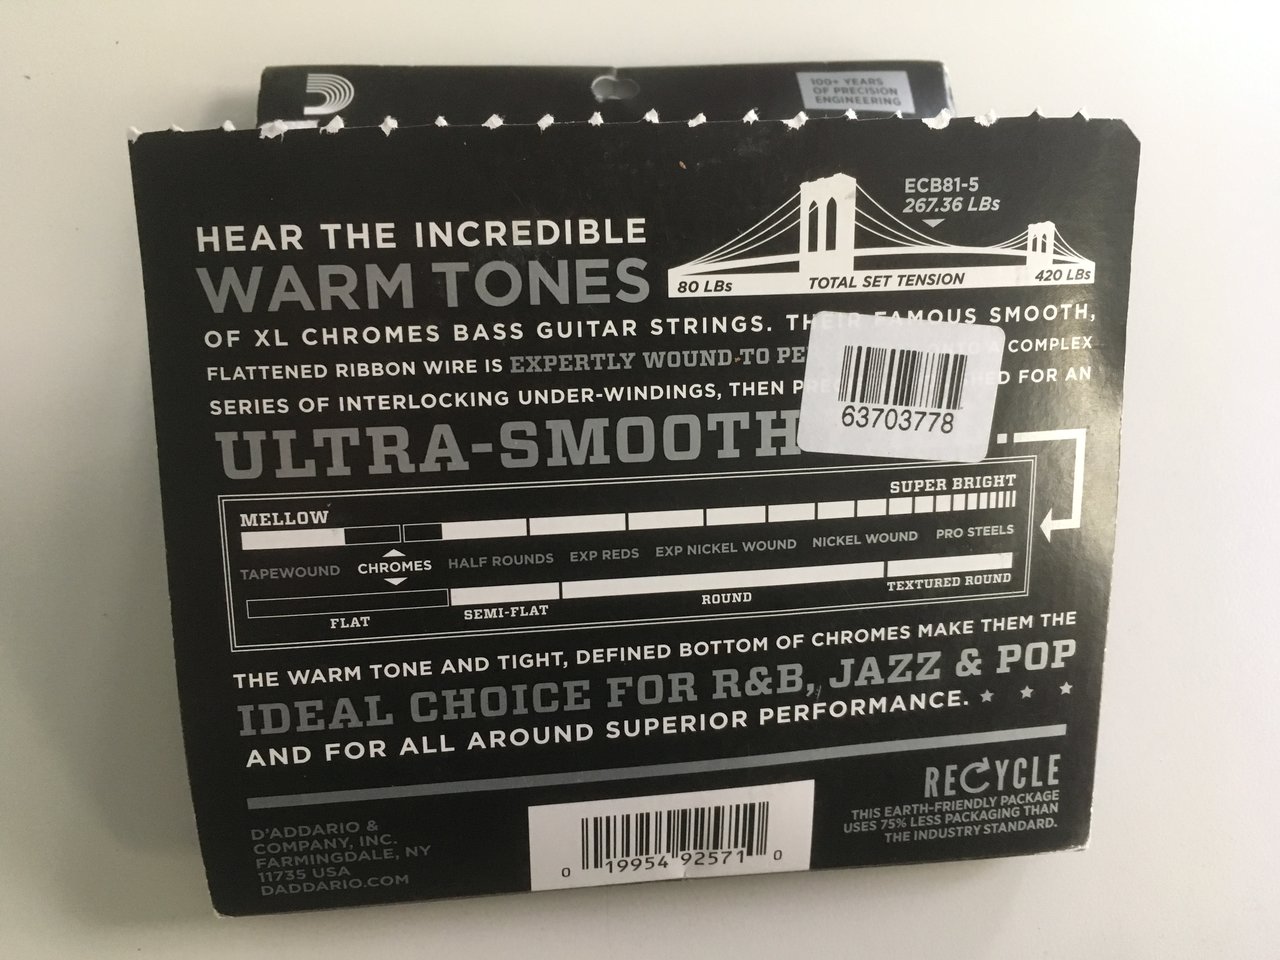 100+ YEARS
OF PRECISION
ENGINEERING
ECB81-5
267.36 LBs
80 LBs
TOTAL SET TENSION
420 LBs
HEAR THE INCREDIBLE
WARM TONES
OF XL CHROMES BASS GUITAR STRINGS. THEIR FAMOUS SMOOTH,
FLATTENED RIBBON WIRE IS EXPERTLY WOUND TO A COMPLEX
SERIES OF INTERLOCKING UNDER-WINDINGS, THEN FOR AN
ULTRA-SMOOTH
63703778
MELLOW
SUPER BRIGHT
TAPEWOUND CHROMES HALF ROUNDS EXP REDS EXP NICKEL WOUND NICKEL WOUND PRO STEELS
FLAT SEMI-FLAT ROUND TEXTURED ROUND
THE WARM TONE AND TIGHT, DEFINED BOTTOM OF CHROMES MAKE THEM THE
IDEAL CHOICE FOR R&B, JAZZ & POP
AND FOR ALL AROUND SUPERIOR PERFORMANCE.
D'ADDARIO &
COMPANY, INC.
FARMINGDALE, NY
11735 USA
DADDARIO.COM
0 19954 92571 0
RECYCLE
THIS EARTH-FRIENDLY PACKAGE
USES 75% LESS PACKAGING THAN
THE INDUSTRY STANDARD.